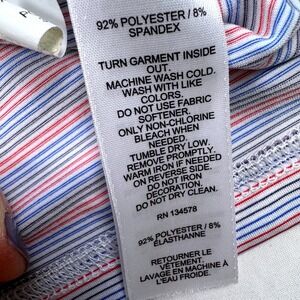 92% POLYESTER / 8%
SPANDEX
TURN GARMENT INSIDE
OUT.
MACHINE WASH COLD.
WASH WITH LIKE
COLORS.
DO NOT USE FABRIC
SOFTENER.
ONLY NON-CHLORINE
BLEACH WHEN
NEEDED.
TUMBLE DRY LOW.
REMOVE PROMPTLY.
WARM IRON IF NEEDED
ON REVERSE SIDE.
DO NOT IRON
DECORATION.
DO NOT DRY CLEAN.
RN 134578
92% POLYESTER / 8%
ÉLASTHANNE
RETOURNER LE
VÊTEMENT.
LAVAGE EN MACHINE À
L'EAU